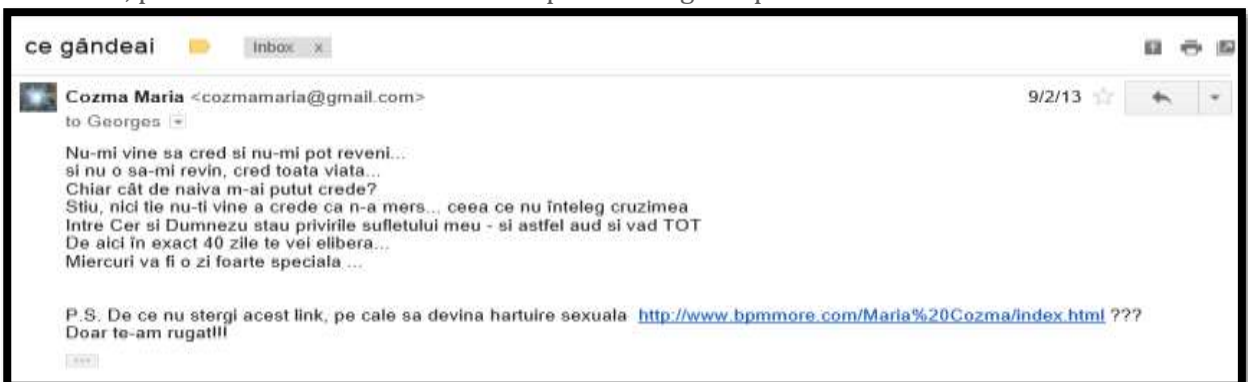 ce gândeai Inbox x
Cozma Maria <cozmamaria@gmail.com> 9/2/13
to Georges
Nu-mi vine sa cred si nu-mi pot reveni...
si nu o sa-mi revin, cred toata viata...
Chiar cât de naiva m-ai putut crede?
Stiu, nici tie nu-ti vine a crede ca n-a mers... ceea ce nu înteleg cruzimea
Intre Cer si Dumnezu stau privirile sufletului meu - si astfel aud si vad TOT
De aici în exact 40 zile te vei elibera...
Miercuri va fi o zi foarte speciala ...
P.S. De ce nu stergi acest link, pe cale sa devina hartuire sexuala http://www.bpmmore.com/Maria%20Cozma/index.html ???
Doar te-am rugat!!!